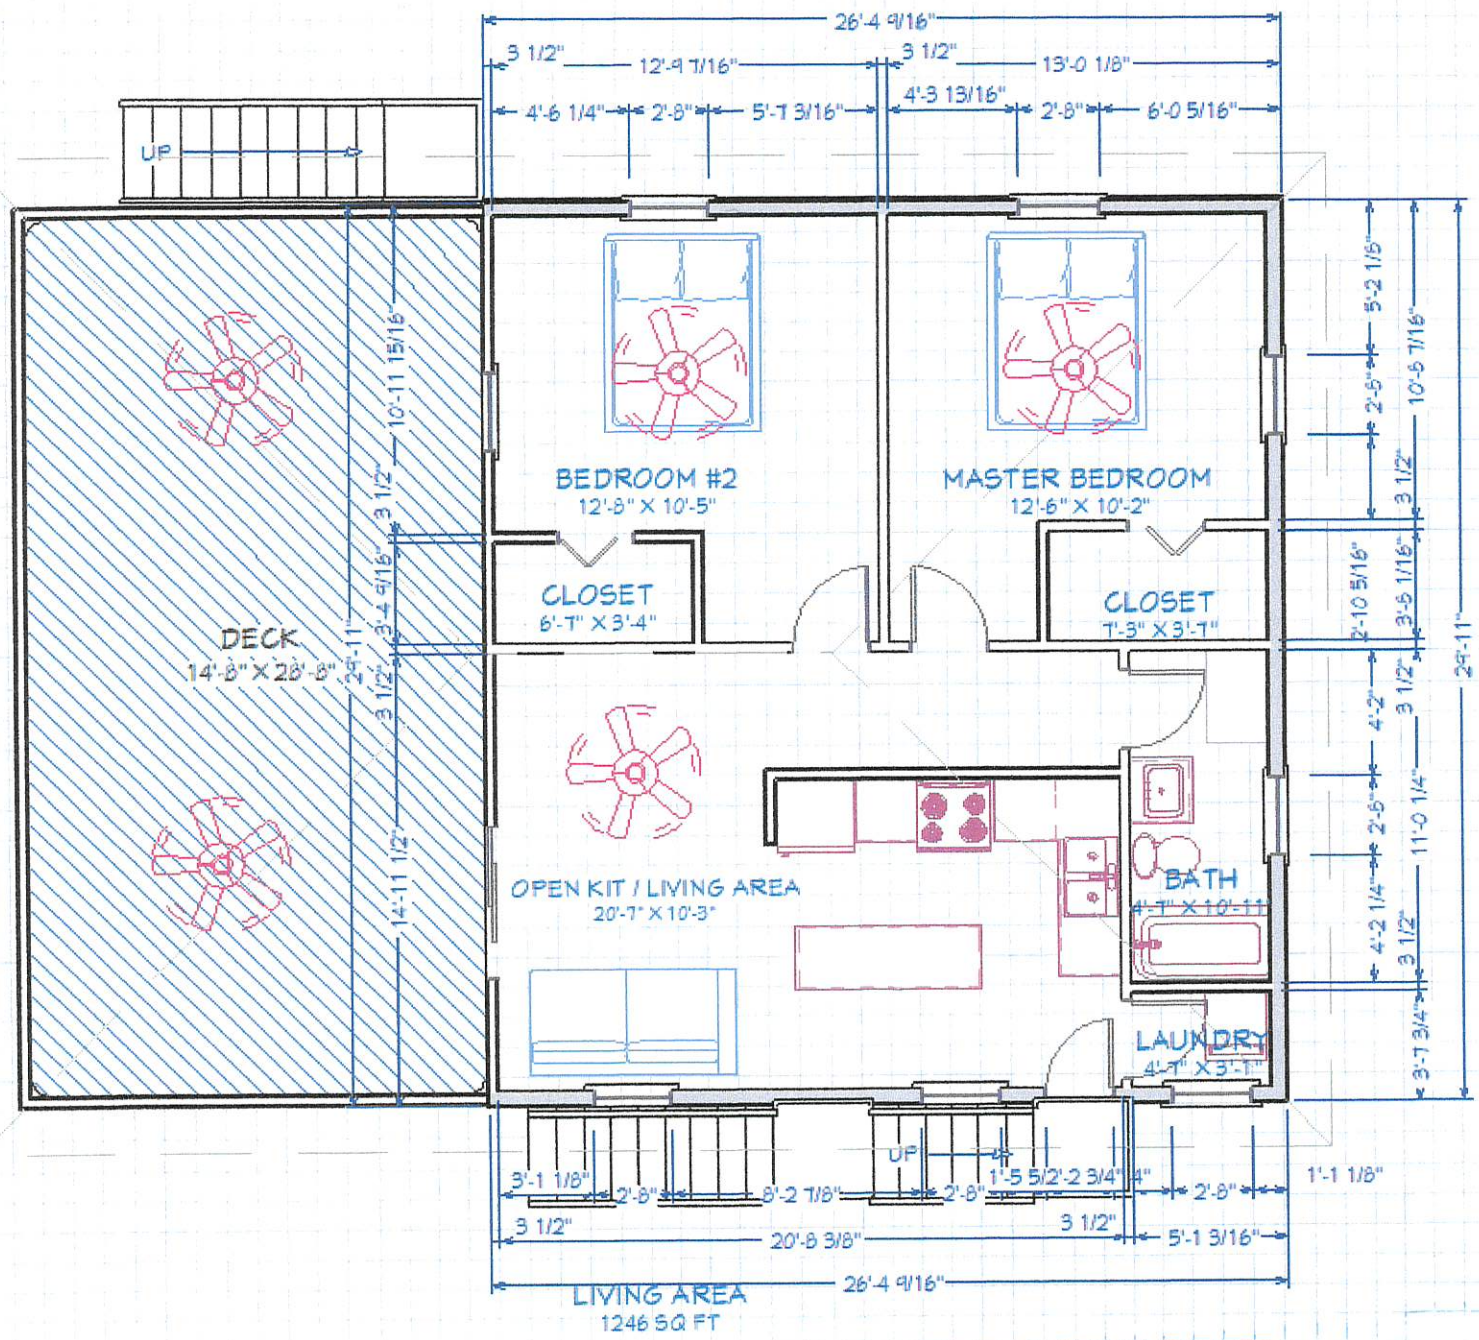 26'-4 9/16"
3 1/2"
12'-9 7/16"
3 1/2"
13'-0 1/8"
4'-6 1/4"
2'-8"
5'-7 3/16"
4'-3 13/16"
2'-8"
6'-0 5/16"
UP
BEDROOM #2
12'-8" X 10'-5"
MASTER BEDROOM
12'-6" X 10'-2"
CLOSET
6'-7" X 3'-4"
CLOSET
7'-3" X 3'-7"
DECK
14'-8" X 28'-8"
29'-11"
10'-11 15/16"
3 1/2"
3'-4 9/16"
3 1/2"
14'-11 1/2"
5'-2 1/8"
10'-8 7/16"
3 1/2"
2'-10 5/16"
3'-8 1/16"
29'-11"
4'-2"
3 1/2"
11'-0 1/4"
4'-2 1/4"
3 1/2"
3'-7 3/4"
OPEN KIT / LIVING AREA
20'-7" X 10'-3"
BATH
4'-7" X 10'-11"
LAUNDRY
4'-7" X 3'-7"
UP
3'-1 1/8"
2'-8"
8'-2 7/8"
2'-8"
2'-8"
1'-1 1/8"
3 1/2"
20'-8 3/8"
3 1/2"
5'-1 3/16"
26'-4 9/16"
LIVING AREA
1246 SQ FT